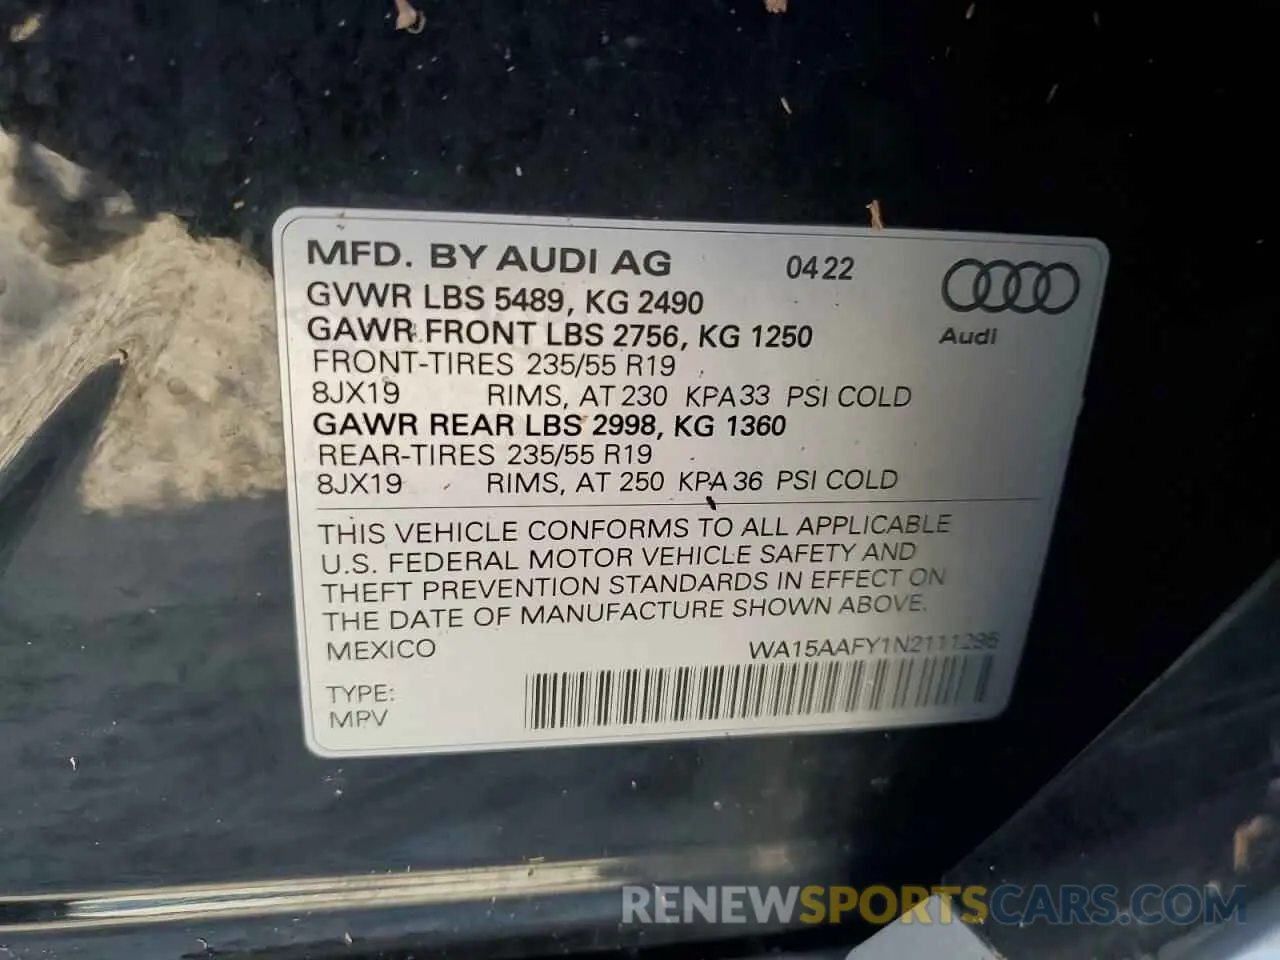 MFD. BY AUDI AG 0422
GVWR LBS 5489, KG 2490
GAWR FRONT LBS 2756, KG 1250
Audi
FRONT-TIRES 235/55 R19
8JX19 RIMS, AT 230 KPA 33 PSI COLD
GAWR REAR LBS 2998, KG 1360
REAR-TIRES 235/55 R19
8JX19 RIMS, AT 250 KPA 36 PSI COLD
THIS VEHICLE CONFORMS TO ALL APPLICABLE
U.S. FEDERAL MOTOR VEHICLE SAFETY AND
THEFT PREVENTION STANDARDS IN EFFECT ON
THE DATE OF MANUFACTURE SHOWN ABOVE.
MEXICO WA15AAFY1N2111295
TYPE:
MPV
RENEWSPORTSCARS.COM